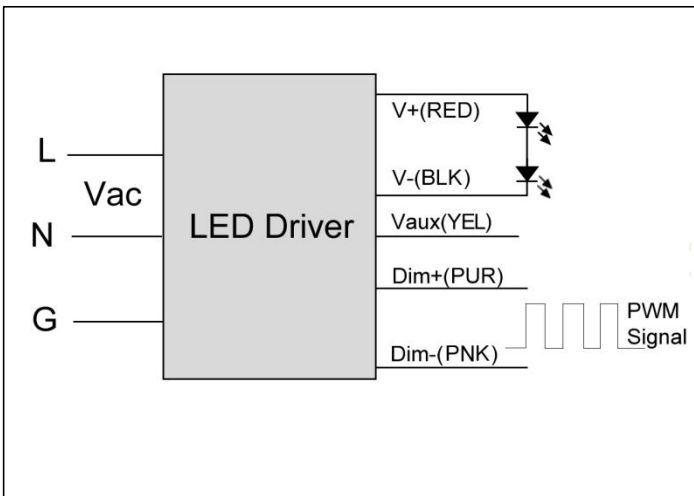 L
Vac
N
G
LED Driver
V+(RED)
V-(BLK)
Vaux(YEL)
Dim+(PUR)
Dim-(PNK)
PWM
Signal